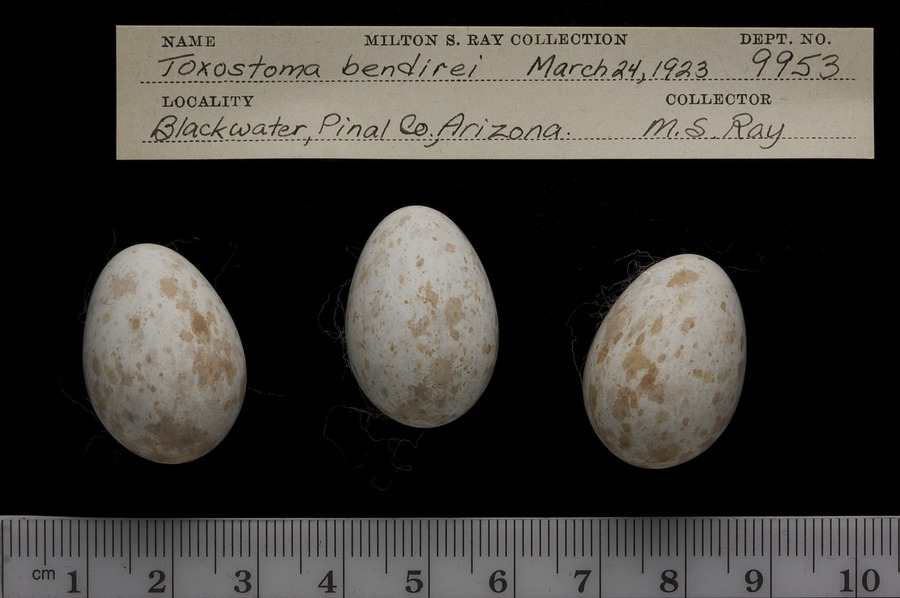 NAME MILTON S. RAY COLLECTION DEPT. NO.
Toxostoma bendirei March 24, 1923 9953
LOCALITY COLLECTOR
Blackwater, Pinal Co., Arizona. M.S. Ray
cm 1 2 3 4 5 6 7 8 9 10